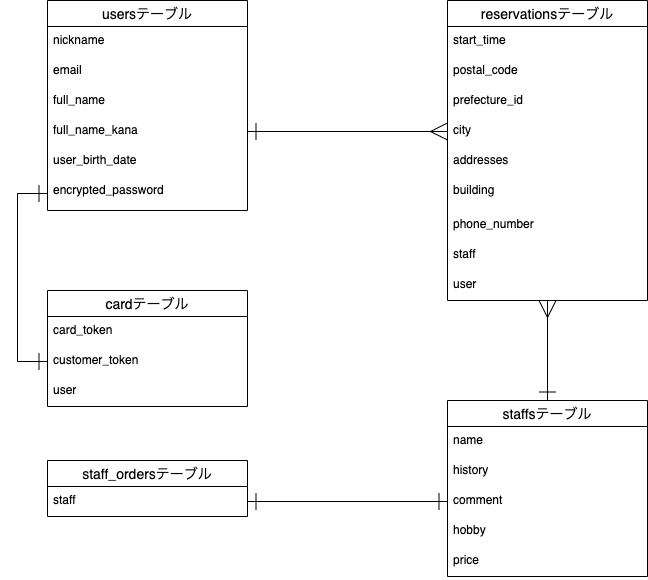 usersテーブル
nickname
email
full_name
full_name_kana
user_birth_date
encrypted_password
reservationsテーブル
start_time
postal_code
prefecture_id
city
addresses
building
phone_number
staff
user
cardテーブル
card_token
customer_token
user
staff_ordersテーブル
staff
staffsテーブル
name
history
comment
hobby
price